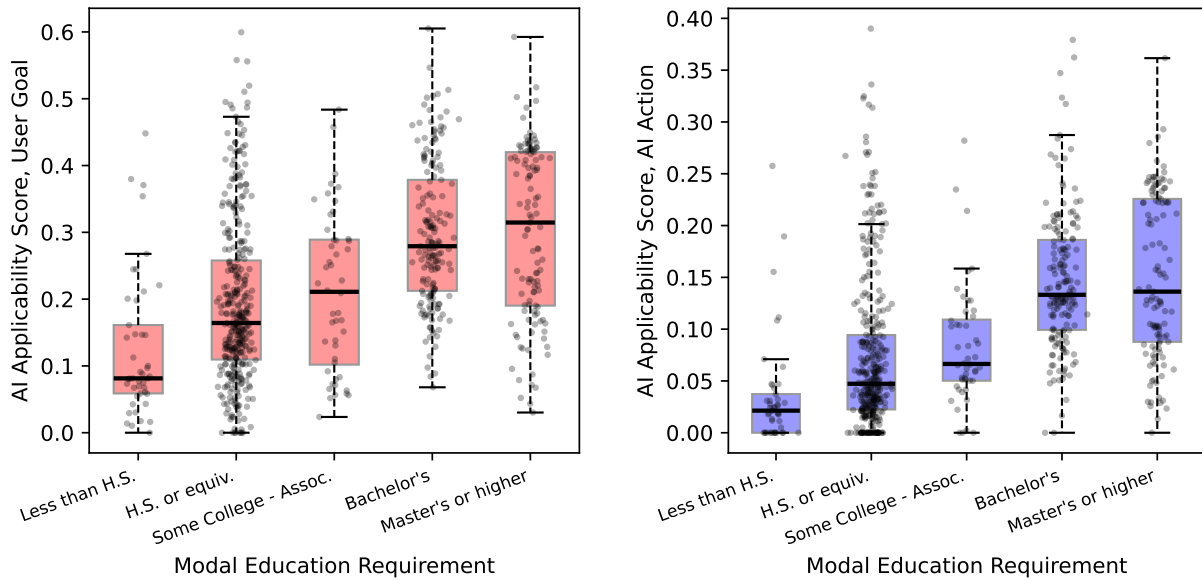 AI Applicability Score, User Goal
0.6
0.5
0.4
0.3
0.2
0.1
0.0
Less than H.S.
H.S. or equiv.
Some College - Assoc.
Bachelor's
Master's or higher
Modal Education Requirement
AI Applicability Score, AI Action
0.40
0.35
0.30
0.25
0.20
0.15
0.10
0.05
0.00
Less than H.S.
H.S. or equiv.
Some College - Assoc.
Bachelor's
Master's or higher
Modal Education Requirement